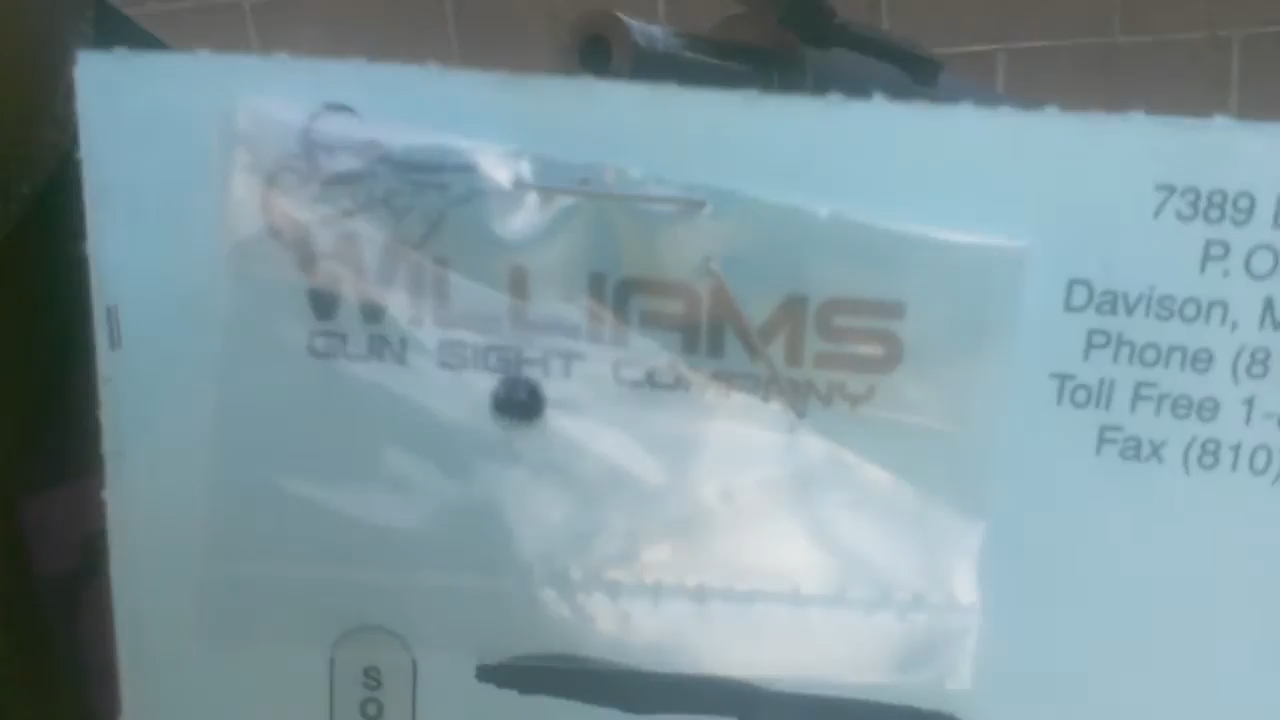 WILLIAMS
GUN SIGHT COMPANY
7389
P. O
Davison, M
Phone (8
Toll Free 1-
Fax (810)
S
O